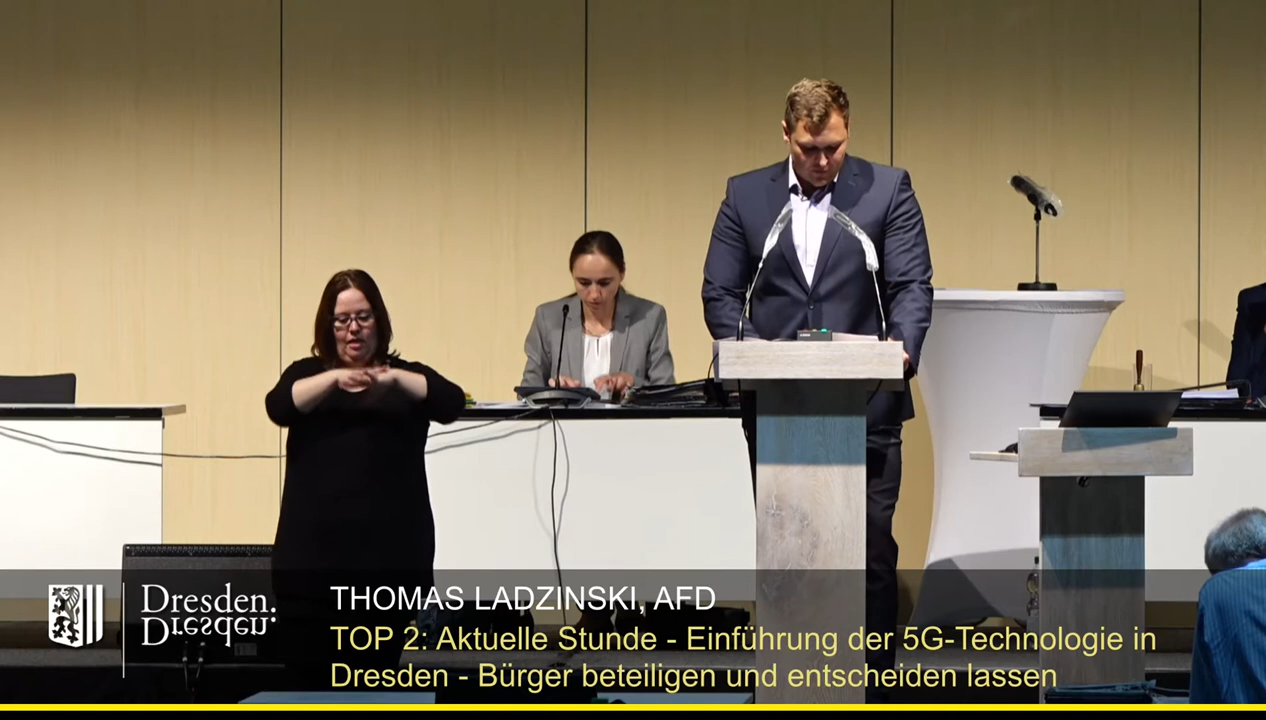 Dresden.
Dresden.
THOMAS LADZINSKI, AFD
TOP 2: Aktuelle Stunde - Einführung der 5G-Technologie in
Dresden - Bürger beteiligen und entscheiden lassen